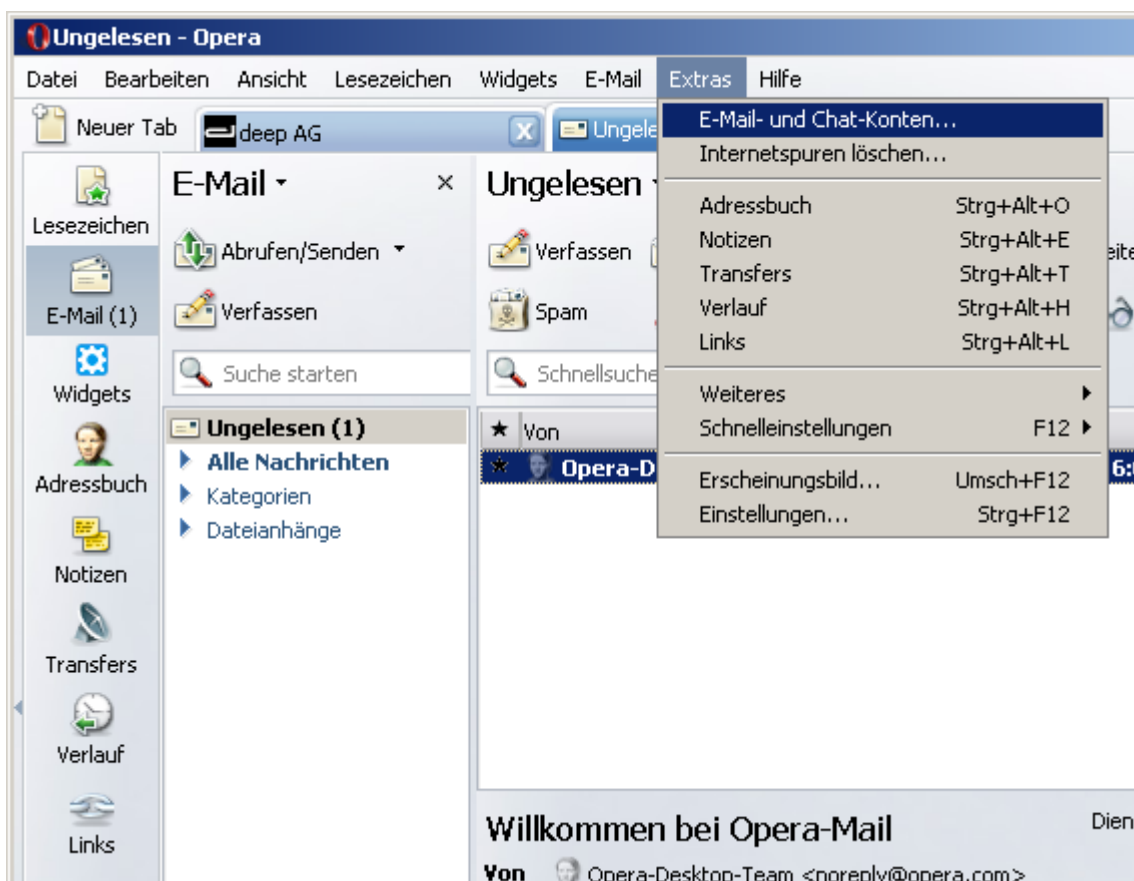 Ungelesen - Opera
Datei Bearbeiten Ansicht Lesezeichen Widgets E-Mail Extras Hilfe
Neuer Tab
deep AG
E-Mail- und Chat-Konten...
Internetspuren löschen...
Adressbuch Strg+Alt+O
Notizen Strg+Alt+E
Transfers Strg+Alt+T
Verlauf Strg+Alt+H
Links Strg+Alt+L
Weiteres
Schnelleinstellungen F12
Erscheinungsbild... Umsch+F12
Einstellungen... Strg+F12
Lesezeichen
E-Mail (1)
Widgets
Adressbuch
Notizen
Transfers
Verlauf
Links
E-Mail
Abrufen/Senden
Verfassen
Suche starten
Ungelesen (1)
Alle Nachrichten
Kategorien
Dateianhänge
Ungelesen
Verfassen
Spam
Schnellsuche
Von
Opera-D
Willkommen bei Opera-Mail
Dien
Von Opera-Desktop-Team <noreply@opera.com>